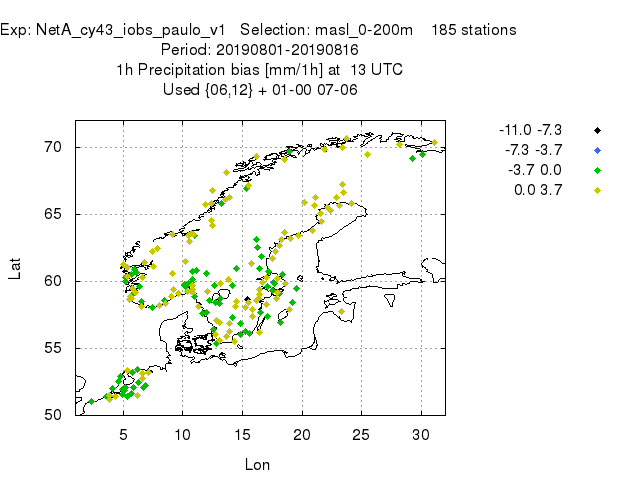 Exp: NetA_cy43_iobs_paulo_v1 Selection: masl_0-200m 185 stations
Period: 20190801-20190816
1h Precipitation bias [mm/1h] at 13 UTC
Used {06,12} + 01-00 07-06
-11.0 -7.3
-7.3 -3.7
-3.7 0.0
0.0 3.7
70
65
60
55
50
Lat
5 10 15 20 25 30
Lon